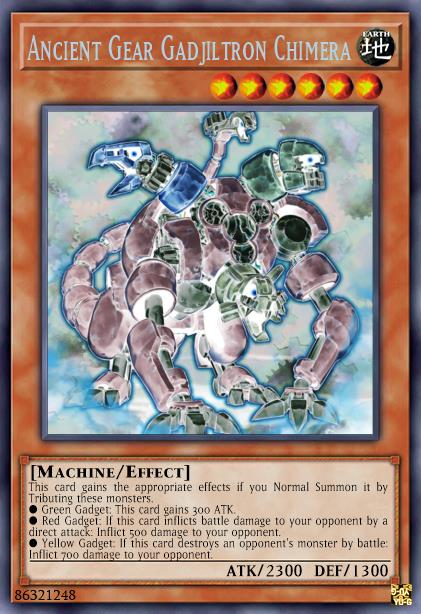 ANCIENT GEAR GADJILTRON CHIMERA
EARTH
地
[MACHINE/EFFECT]
This card gains the appropriate effects if you Normal Summon it by
Tributing these monsters.
● Green Gadget: This card gains 300 ATK.
● Red Gadget: If this card inflicts battle damage to your opponent by a
direct attack: Inflict 500 damage to your opponent.
● Yellow Gadget: If this card destroys an opponent's monster by battle:
Inflict 700 damage to your opponent.
ATK/2300 DEF/1300
86321248